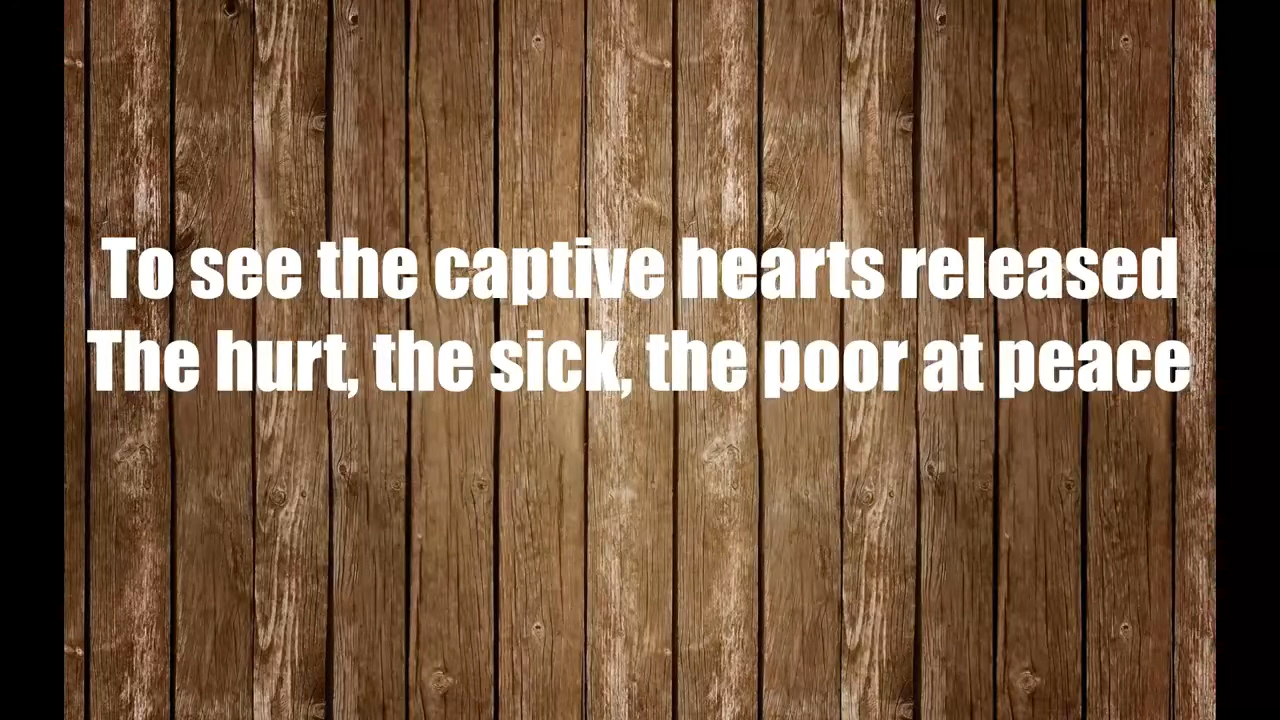 To see the captive hearts released
The hurt, the sick, the poor at peace